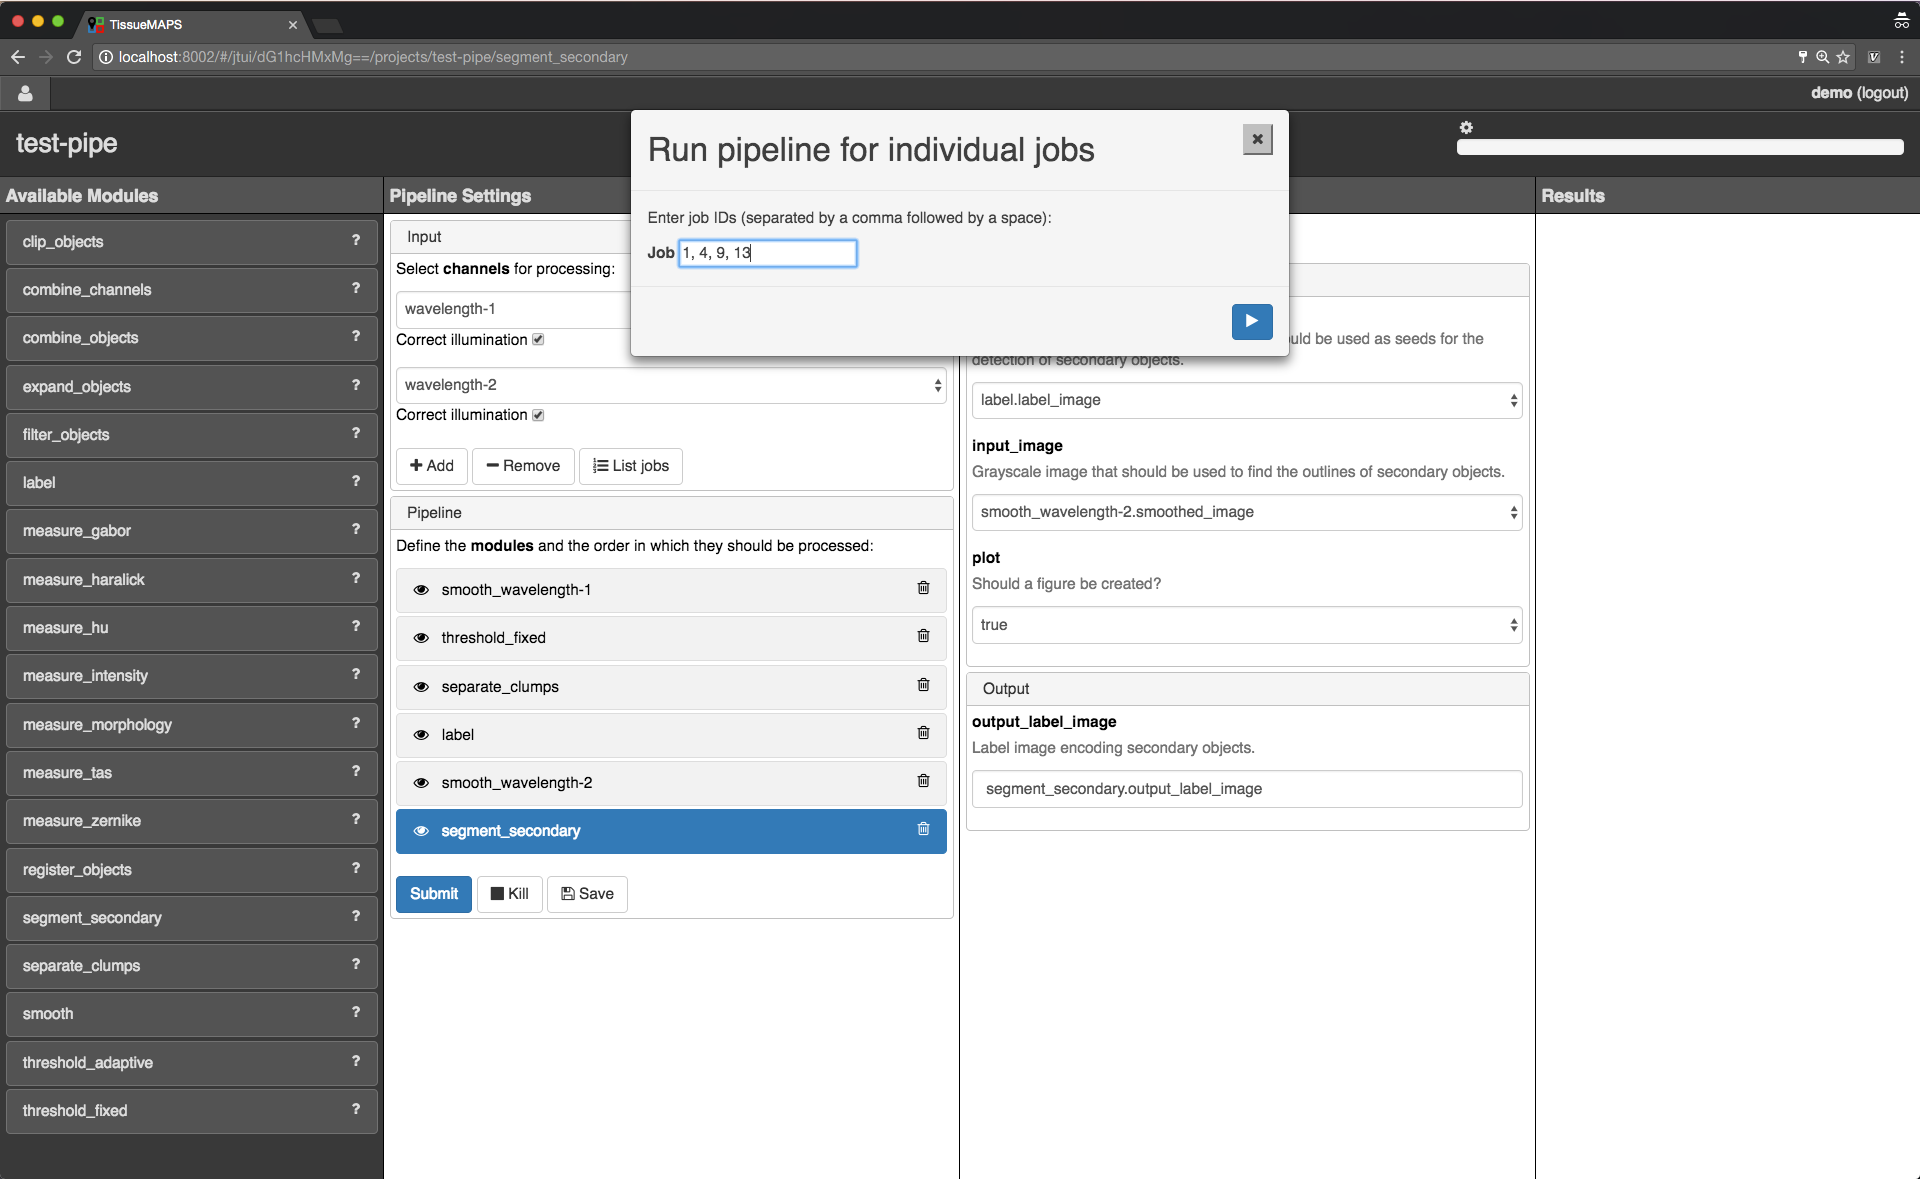 TissueMAPS
localhost:8002/#/jtui/dG1hcHMxMg==/projects/test-pipe/segment_secondary
demo (logout)
test-pipe
Available Modules
clip_objects ?
combine_channels ?
combine_objects ?
expand_objects ?
filter_objects ?
label ?
measure_gabor ?
measure_haralick ?
measure_hu ?
measure_intensity ?
measure_morphology ?
measure_tas ?
measure_zernike ?
register_objects ?
segment_secondary ?
separate_clumps ?
smooth ?
threshold_adaptive ?
threshold_fixed ?
Pipeline Settings
Input
Select channels for processing:
wavelength-1
Correct illumination
wavelength-2
Correct illumination
Add Remove List jobs
Pipeline
Define the modules and the order in which they should be processed:
smooth_wavelength-1
threshold_fixed
separate_clumps
label
smooth_wavelength-2
segment_secondary
Submit Kill Save
Run pipeline for individual jobs
Enter job IDs (separated by a comma followed by a space):
Job 1, 4, 9, 13
be used as seeds for the
detection of secondary objects.
label.label_image
input_image
Grayscale image that should be used to find the outlines of secondary objects.
smooth_wavelength-2.smoothed_image
plot
Should a figure be created?
true
Output
output_label_image
Label image encoding secondary objects.
segment_secondary.output_label_image
Results